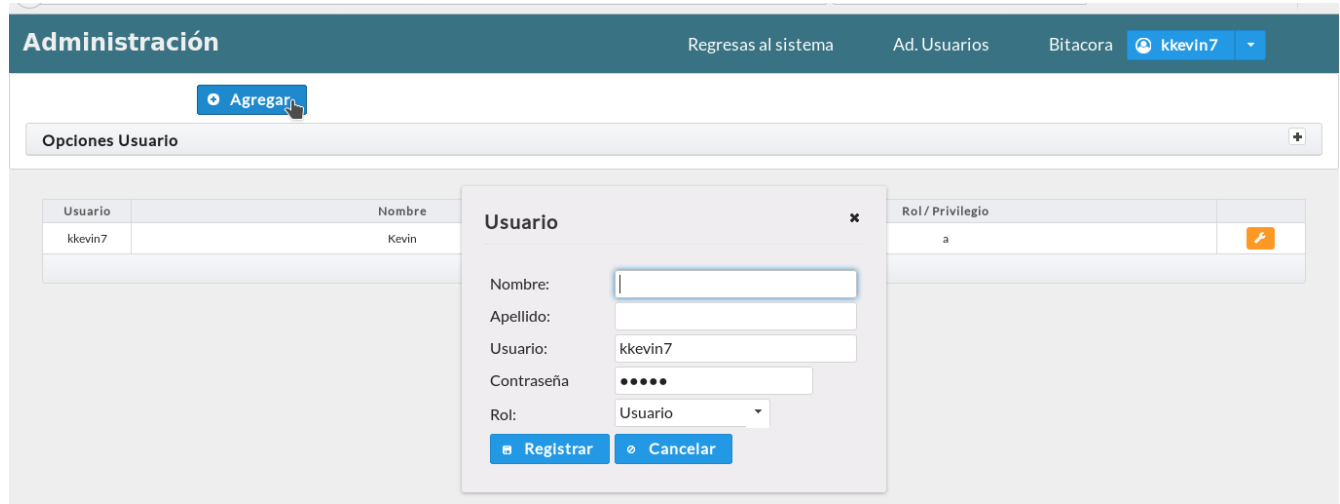 Administración
Regresas al sistema
Ad. Usuarios
Bitacora
kkevin7
Agregar
Opciones Usuario
Usuario Nombre Rol / Privilegio
kkevin7 Kevin a
Usuario
Nombre:
Apellido:
Usuario: kkevin7
Contraseña •••••
Rol: Usuario
Registrar Cancelar